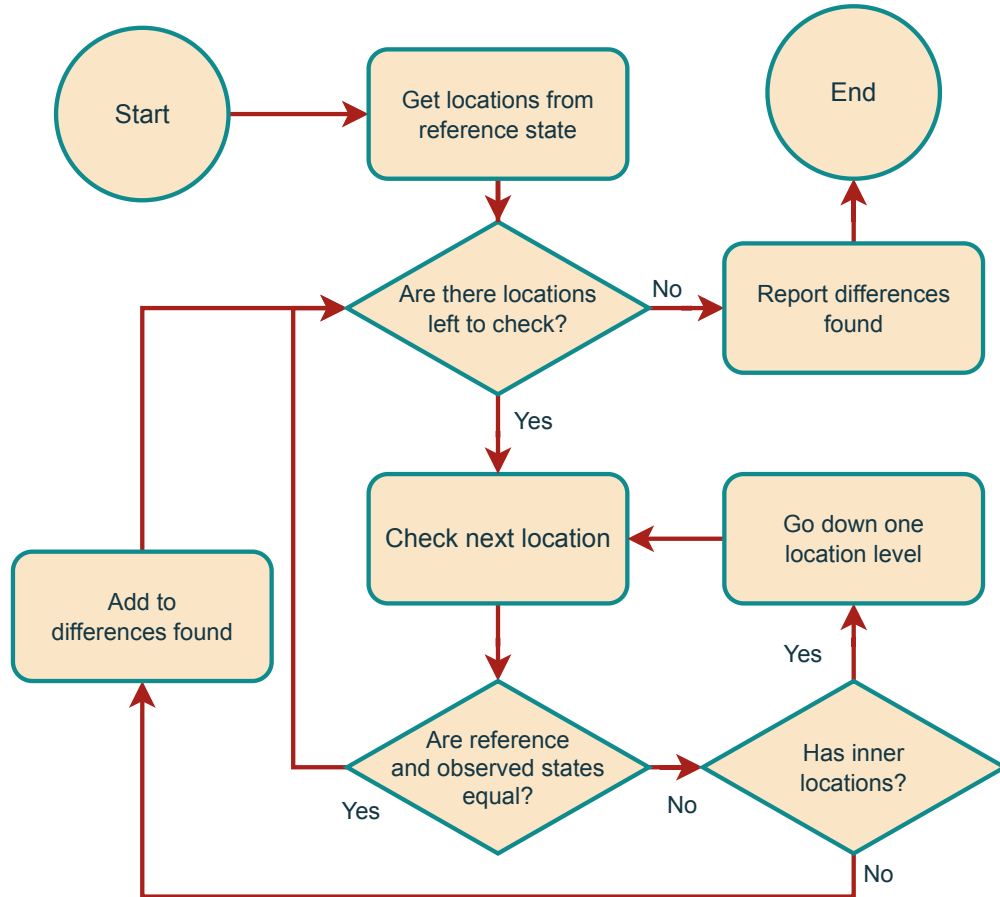 Start
Get locations from
reference state
End
Are there locations
left to check?
No
Report differences
found
Yes
Check next location
Go down one
location level
Add to
differences found
Yes
Are reference
and observed states
equal?
Has inner
locations?
Yes
No
No